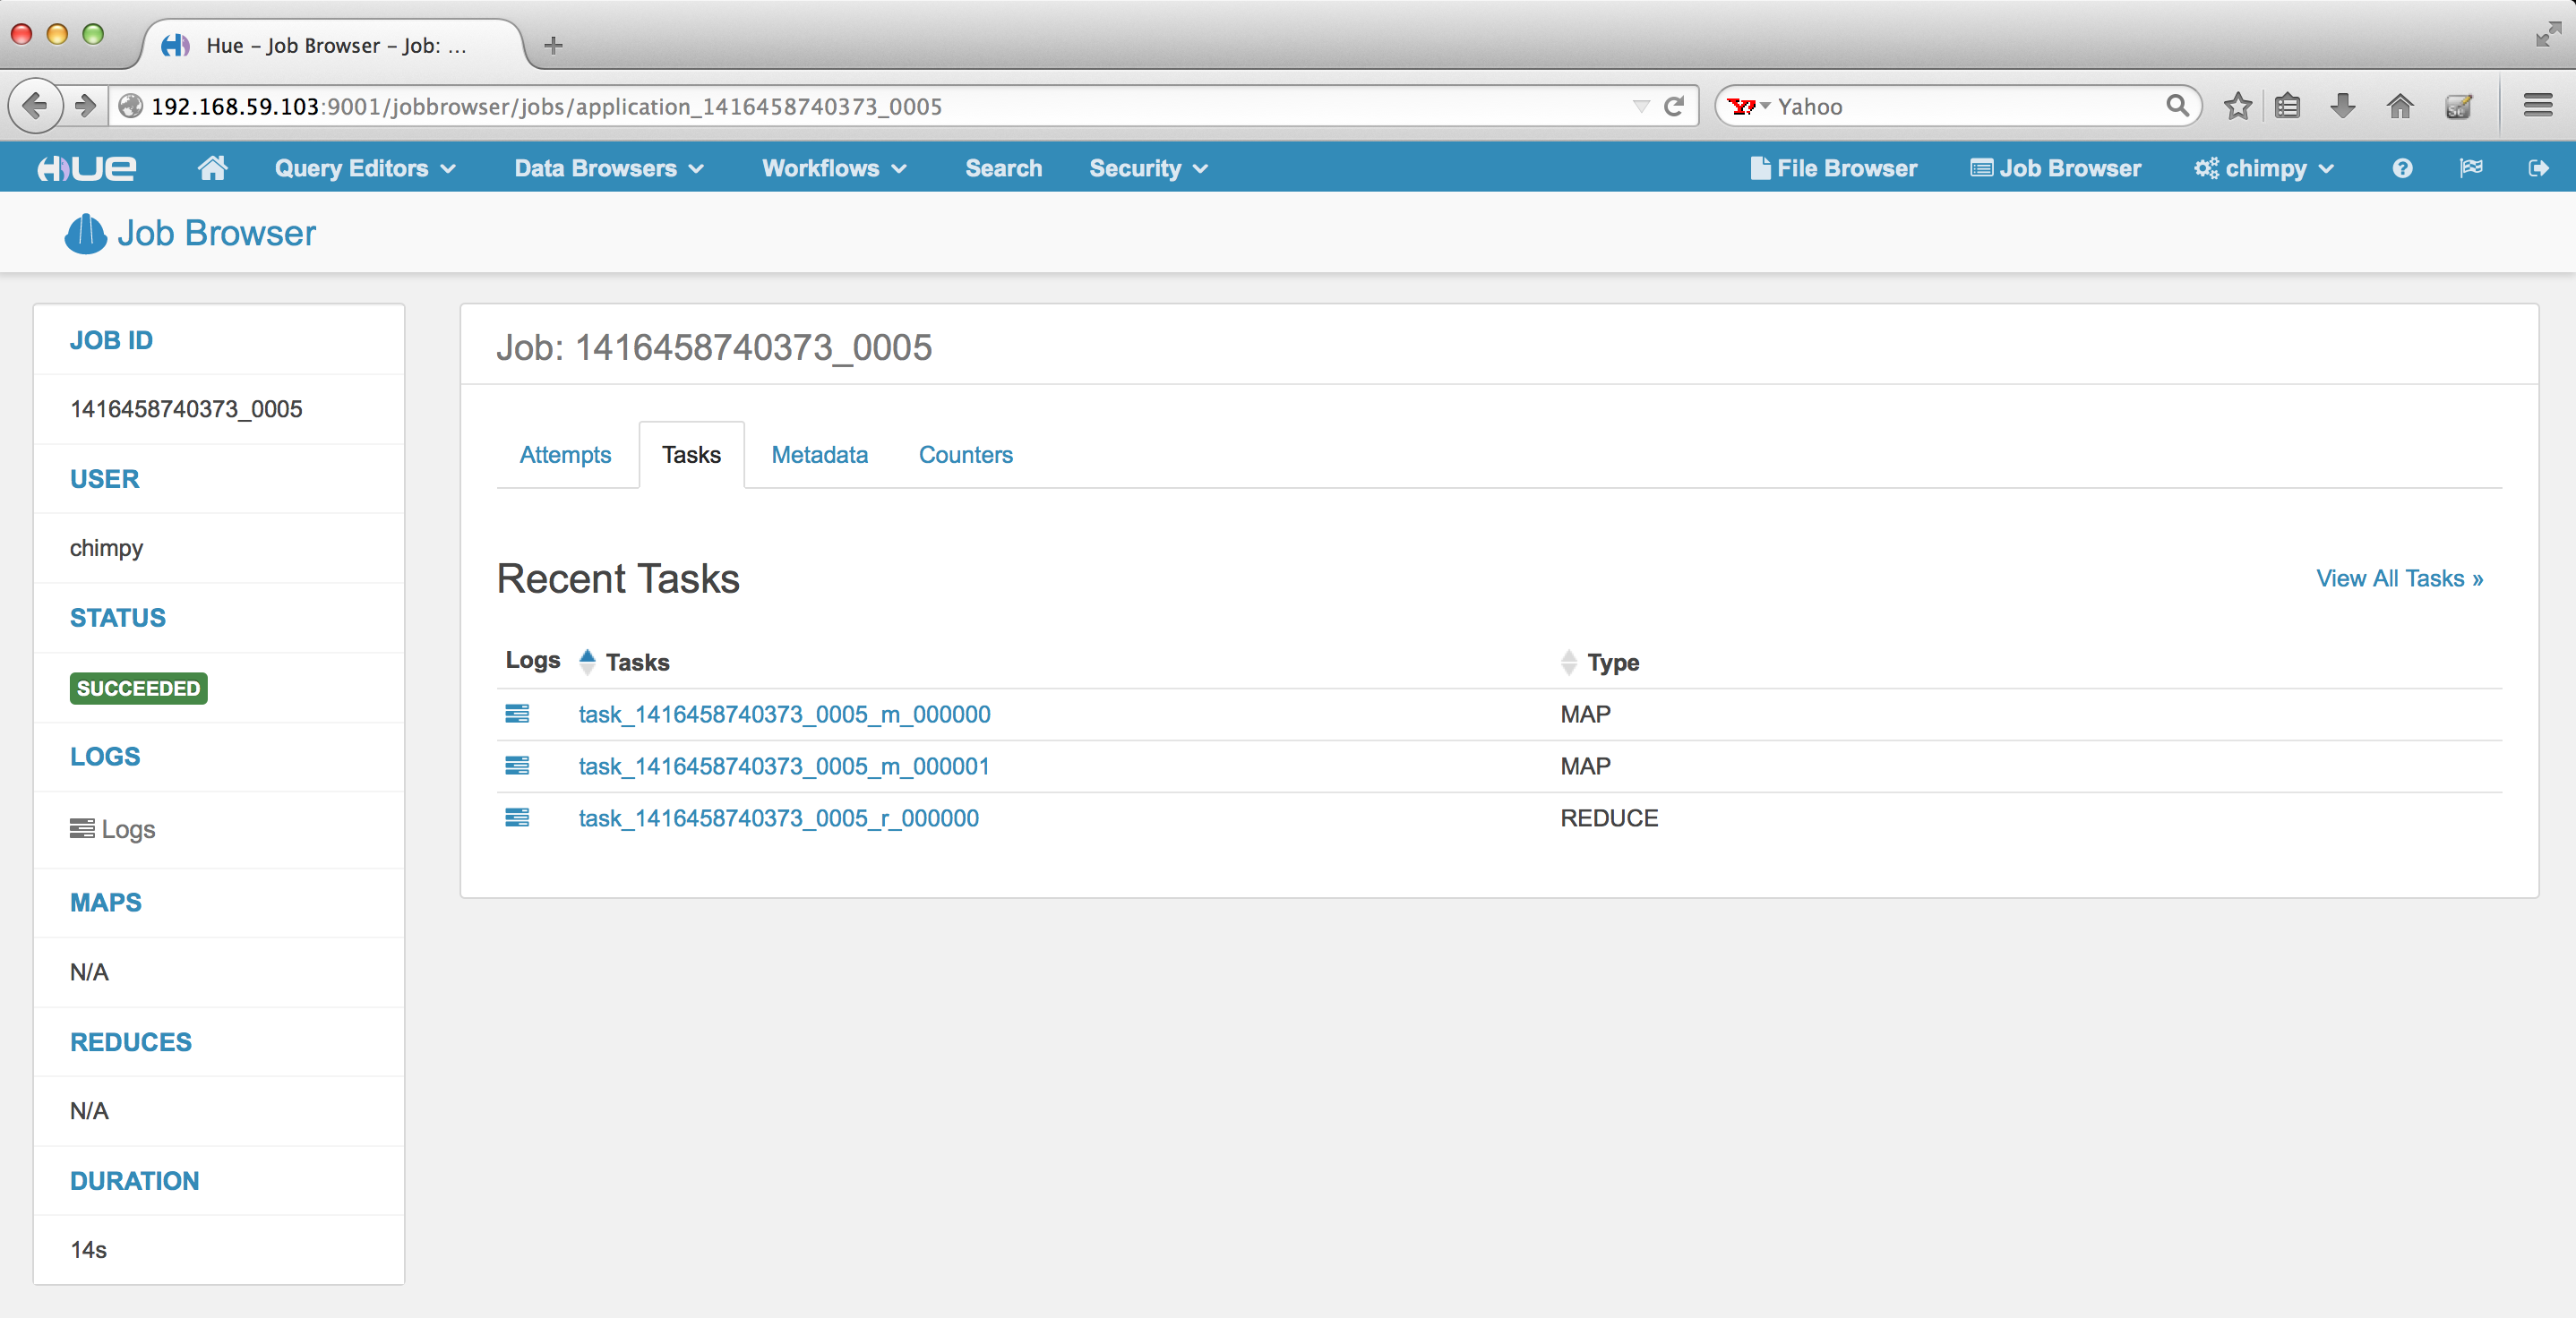 Hue – Job Browser – Job: ...
192.168.59.103:9001/jobbrowser/jobs/application_1416458740373_0005
Yahoo
HUE Query Editors Data Browsers Workflows Search Security File Browser Job Browser chimpy
Job Browser
JOB ID
1416458740373_0005
USER
chimpy
STATUS
SUCCEEDED
LOGS
Logs
MAPS
N/A
REDUCES
N/A
DURATION
14s
Job: 1416458740373_0005
Attempts Tasks Metadata Counters
Recent Tasks View All Tasks »
Logs Tasks Type
task_1416458740373_0005_m_000000 MAP
task_1416458740373_0005_m_000001 MAP
task_1416458740373_0005_r_000000 REDUCE